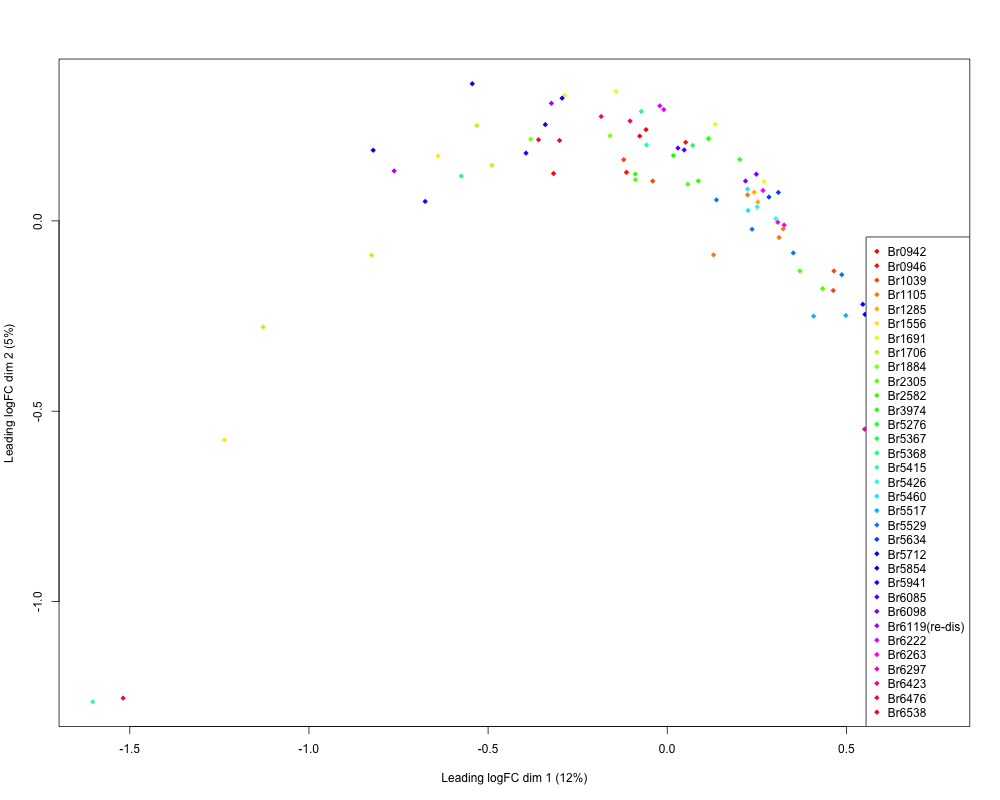 0.0
-0.5
-1.0
Leading logFC dim 2 (5%)
Br0942
Br0946
Br1039
Br1105
Br1285
Br1556
Br1691
Br1706
Br1884
Br2305
Br2582
Br3974
Br5276
Br5367
Br5368
Br5415
Br5426
Br5460
Br5517
Br5529
Br5634
Br5712
Br5854
Br5941
Br6085
Br6098
Br6119(re-dis)
Br6222
Br6263
Br6297
Br6423
Br6476
Br6538
-1.5 -1.0 -0.5 0.0 0.5
Leading logFC dim 1 (12%)